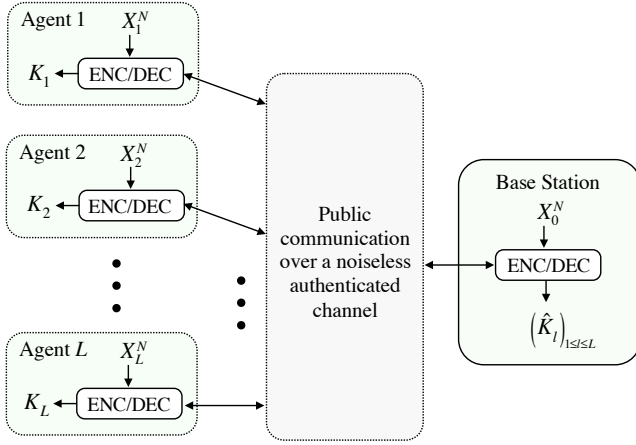 Agent 1
X_1^N
K_1
ENC/DEC
Agent 2
X_2^N
K_2
ENC/DEC
Agent L
X_L^N
K_L
ENC/DEC
Public
communication
over a noiseless
authenticated
channel
Base Station
X_0^N
ENC/DEC
(K̂_l)_{1≤l≤L}